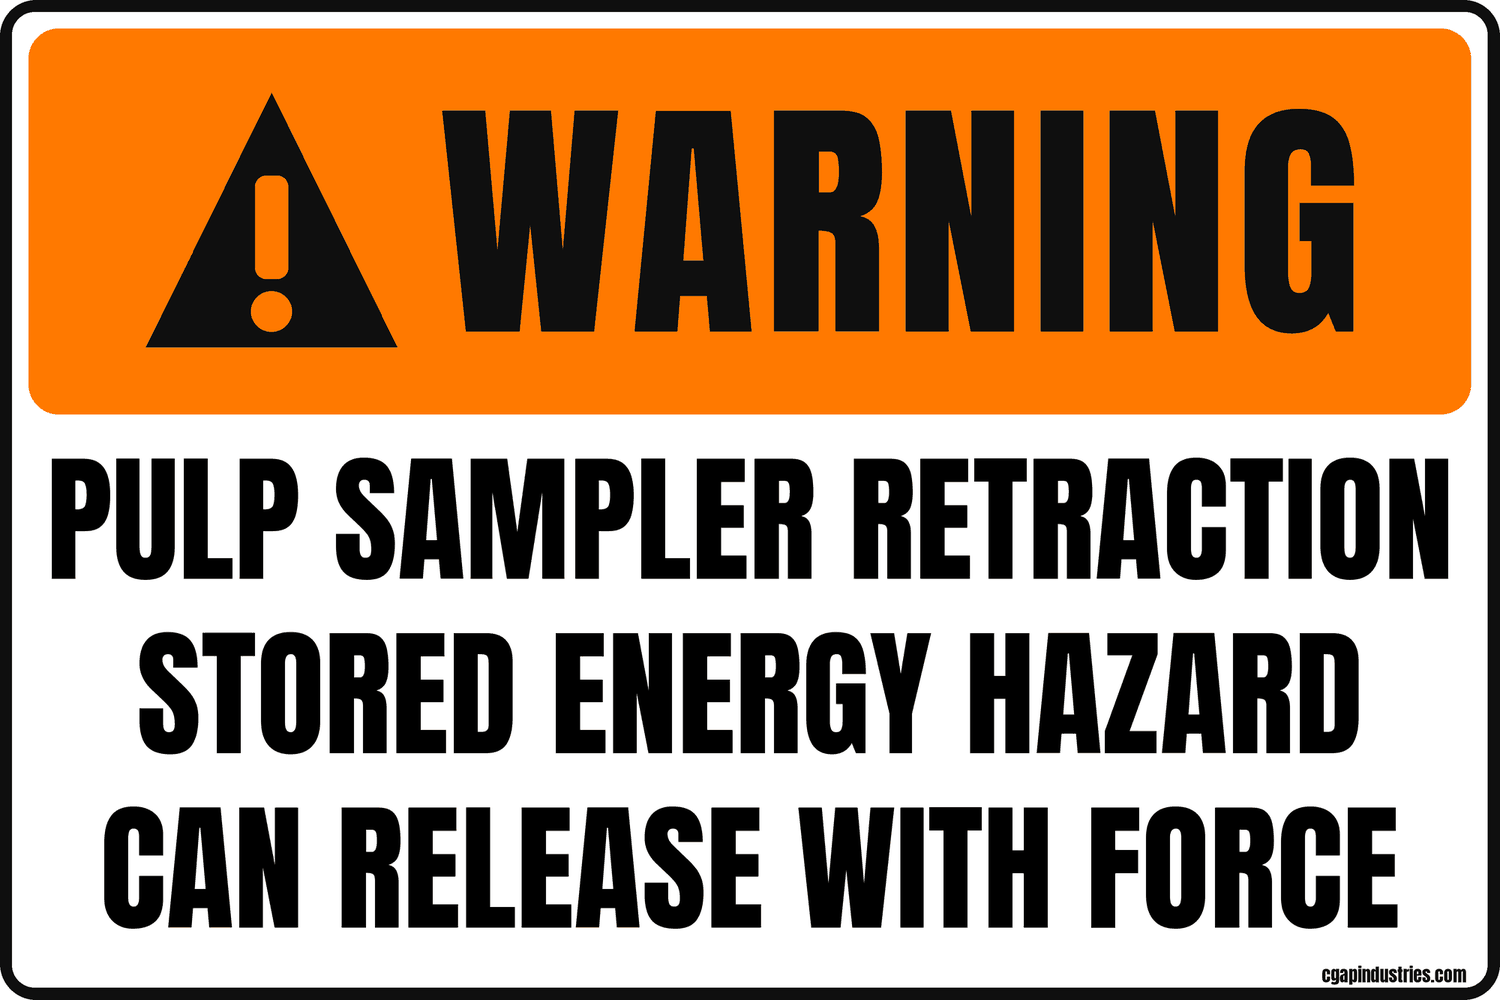 WARNING
PULP SAMPLER RETRACTION
STORED ENERGY HAZARD
CAN RELEASE WITH FORCE
cgapindustries.com